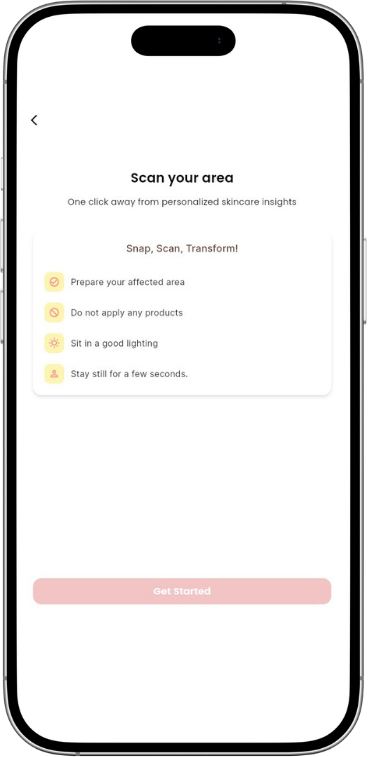 Scan your area
One click away from personalized skincare insights
Snap, Scan, Transform!
Prepare your affected area
Do not apply any products
Sit in a good lighting
Stay still for a few seconds.
Get Started